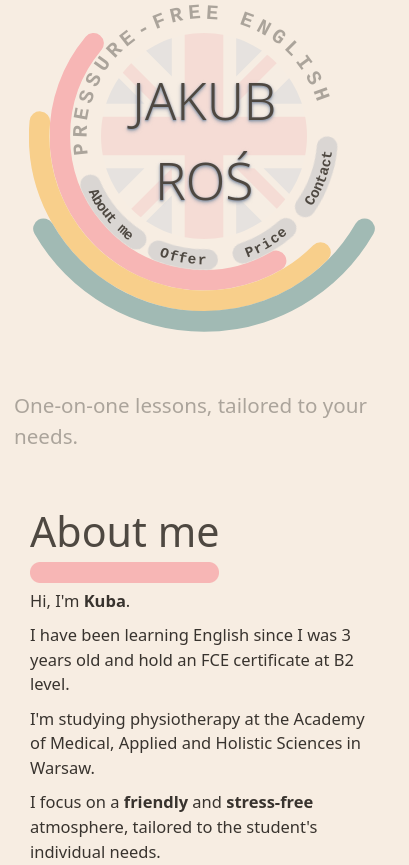 PRESSURE-FREE ENGLISH
JAKUB
ROŚ
About me
Offer
Price
Contact
One-on-one lessons, tailored to your
needs.
About me
Hi, I'm Kuba.
I have been learning English since I was 3
years old and hold an FCE certificate at B2
level.
I'm studying physiotherapy at the Academy
of Medical, Applied and Holistic Sciences in
Warsaw.
I focus on a friendly and stress-free
atmosphere, tailored to the student's
individual needs.